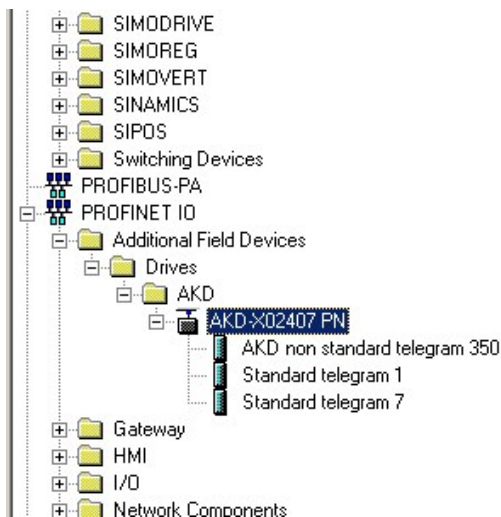 SIMODRIVE
SIMOREG
SIMOVERT
SINAMICS
SIPOS
Switching Devices
PROFIBUS-PA
PROFINET IO
Additional Field Devices
Drives
AKD
AKD-X02407 PN
AKD non standard telegram 350
Standard telegram 1
Standard telegram 7
Gateway
HMI
I/O
Network Components